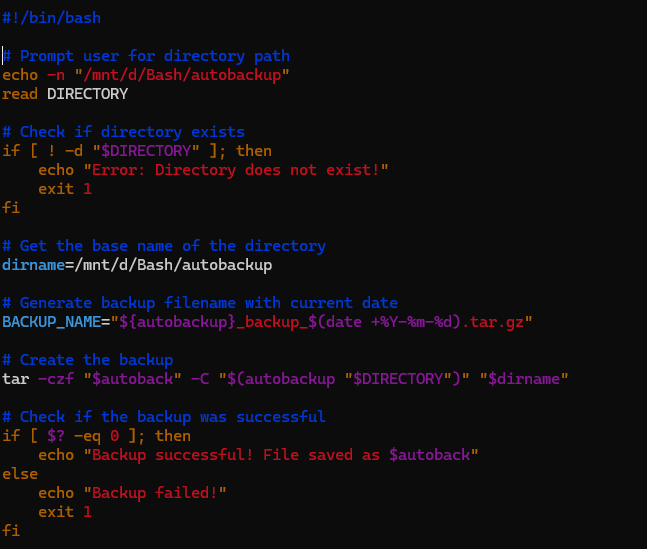 #!/bin/bash
# Prompt user for directory path
echo -n "/mnt/d/Bash/autobackup"
read DIRECTORY
# Check if directory exists
if [ ! -d "$DIRECTORY" ]; then
    echo "Error: Directory does not exist!"
    exit 1
fi
# Get the base name of the directory
dirname=/mnt/d/Bash/autobackup
# Generate backup filename with current date
BACKUP_NAME="${autobackup}_backup_$(date +%Y-%m-%d).tar.gz"
# Create the backup
tar -czf "$autoback" -C "$(autobackup "$DIRECTORY")" "$dirname"
# Check if the backup was successful
if [ $? -eq 0 ]; then
    echo "Backup successful! File saved as $autoback"
else
    echo "Backup failed!"
    exit 1
fi